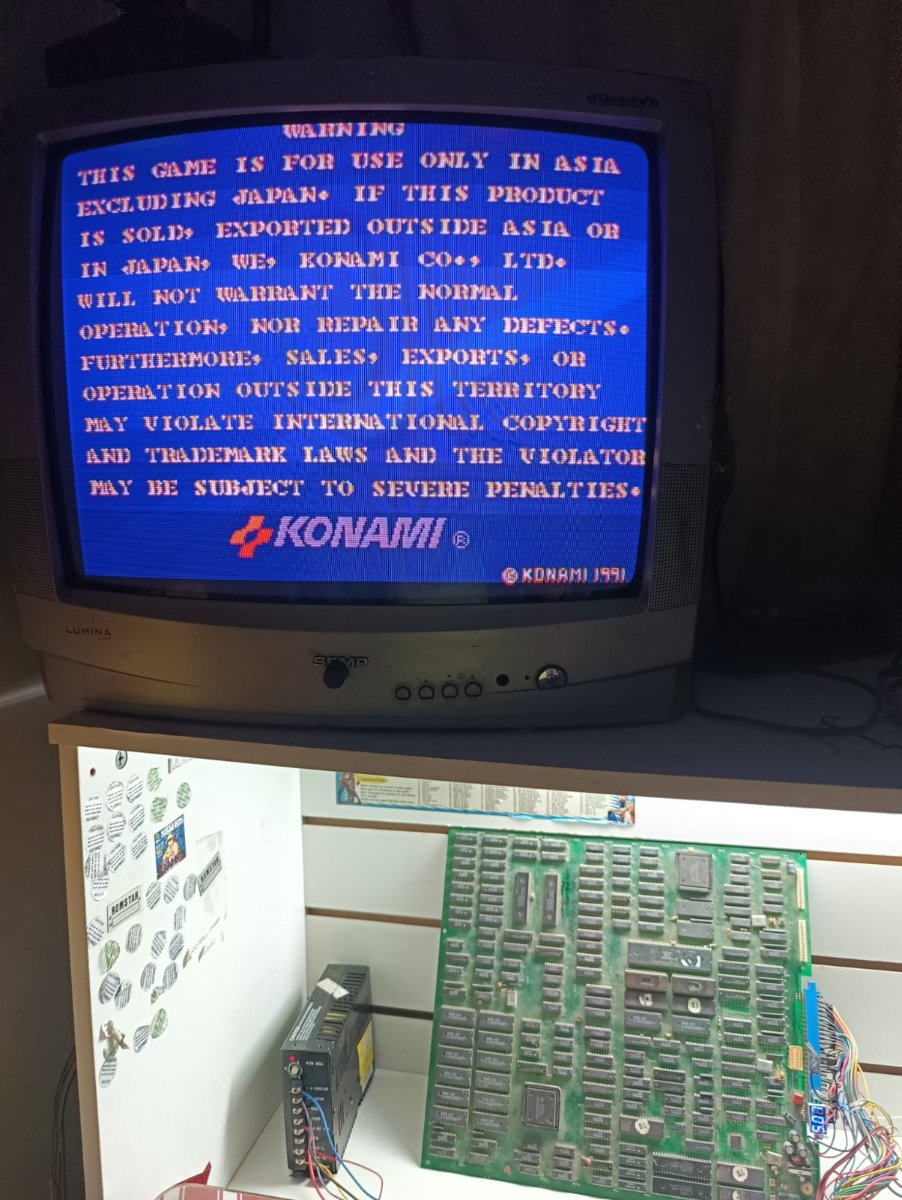 Quadra
WARNING
THIS GAME IS FOR USE ONLY IN ASIA
EXCLUDING JAPAN. IF THIS PRODUCT
IS SOLD, EXPORTED OUTSIDE ASIA OR
IN JAPAN, WE, KONAMI CO., LTD.
WILL NOT WARRANT THE NORMAL
OPERATION, NOR REPAIR ANY DEFECTS.
FURTHERMORE, SALES, EXPORTS, OR
OPERATION OUTSIDE THIS TERRITORY
MAY VIOLATE INTERNATIONAL COPYRIGHT
AND TRADEMARK LAWS AND THE VIOLATOR
MAY BE SUBJECT TO SEVERE PENALTIES.
KONAMI ®
© KONAMI 1991
LUMINA
LINE
SEMP
ROMSTAR